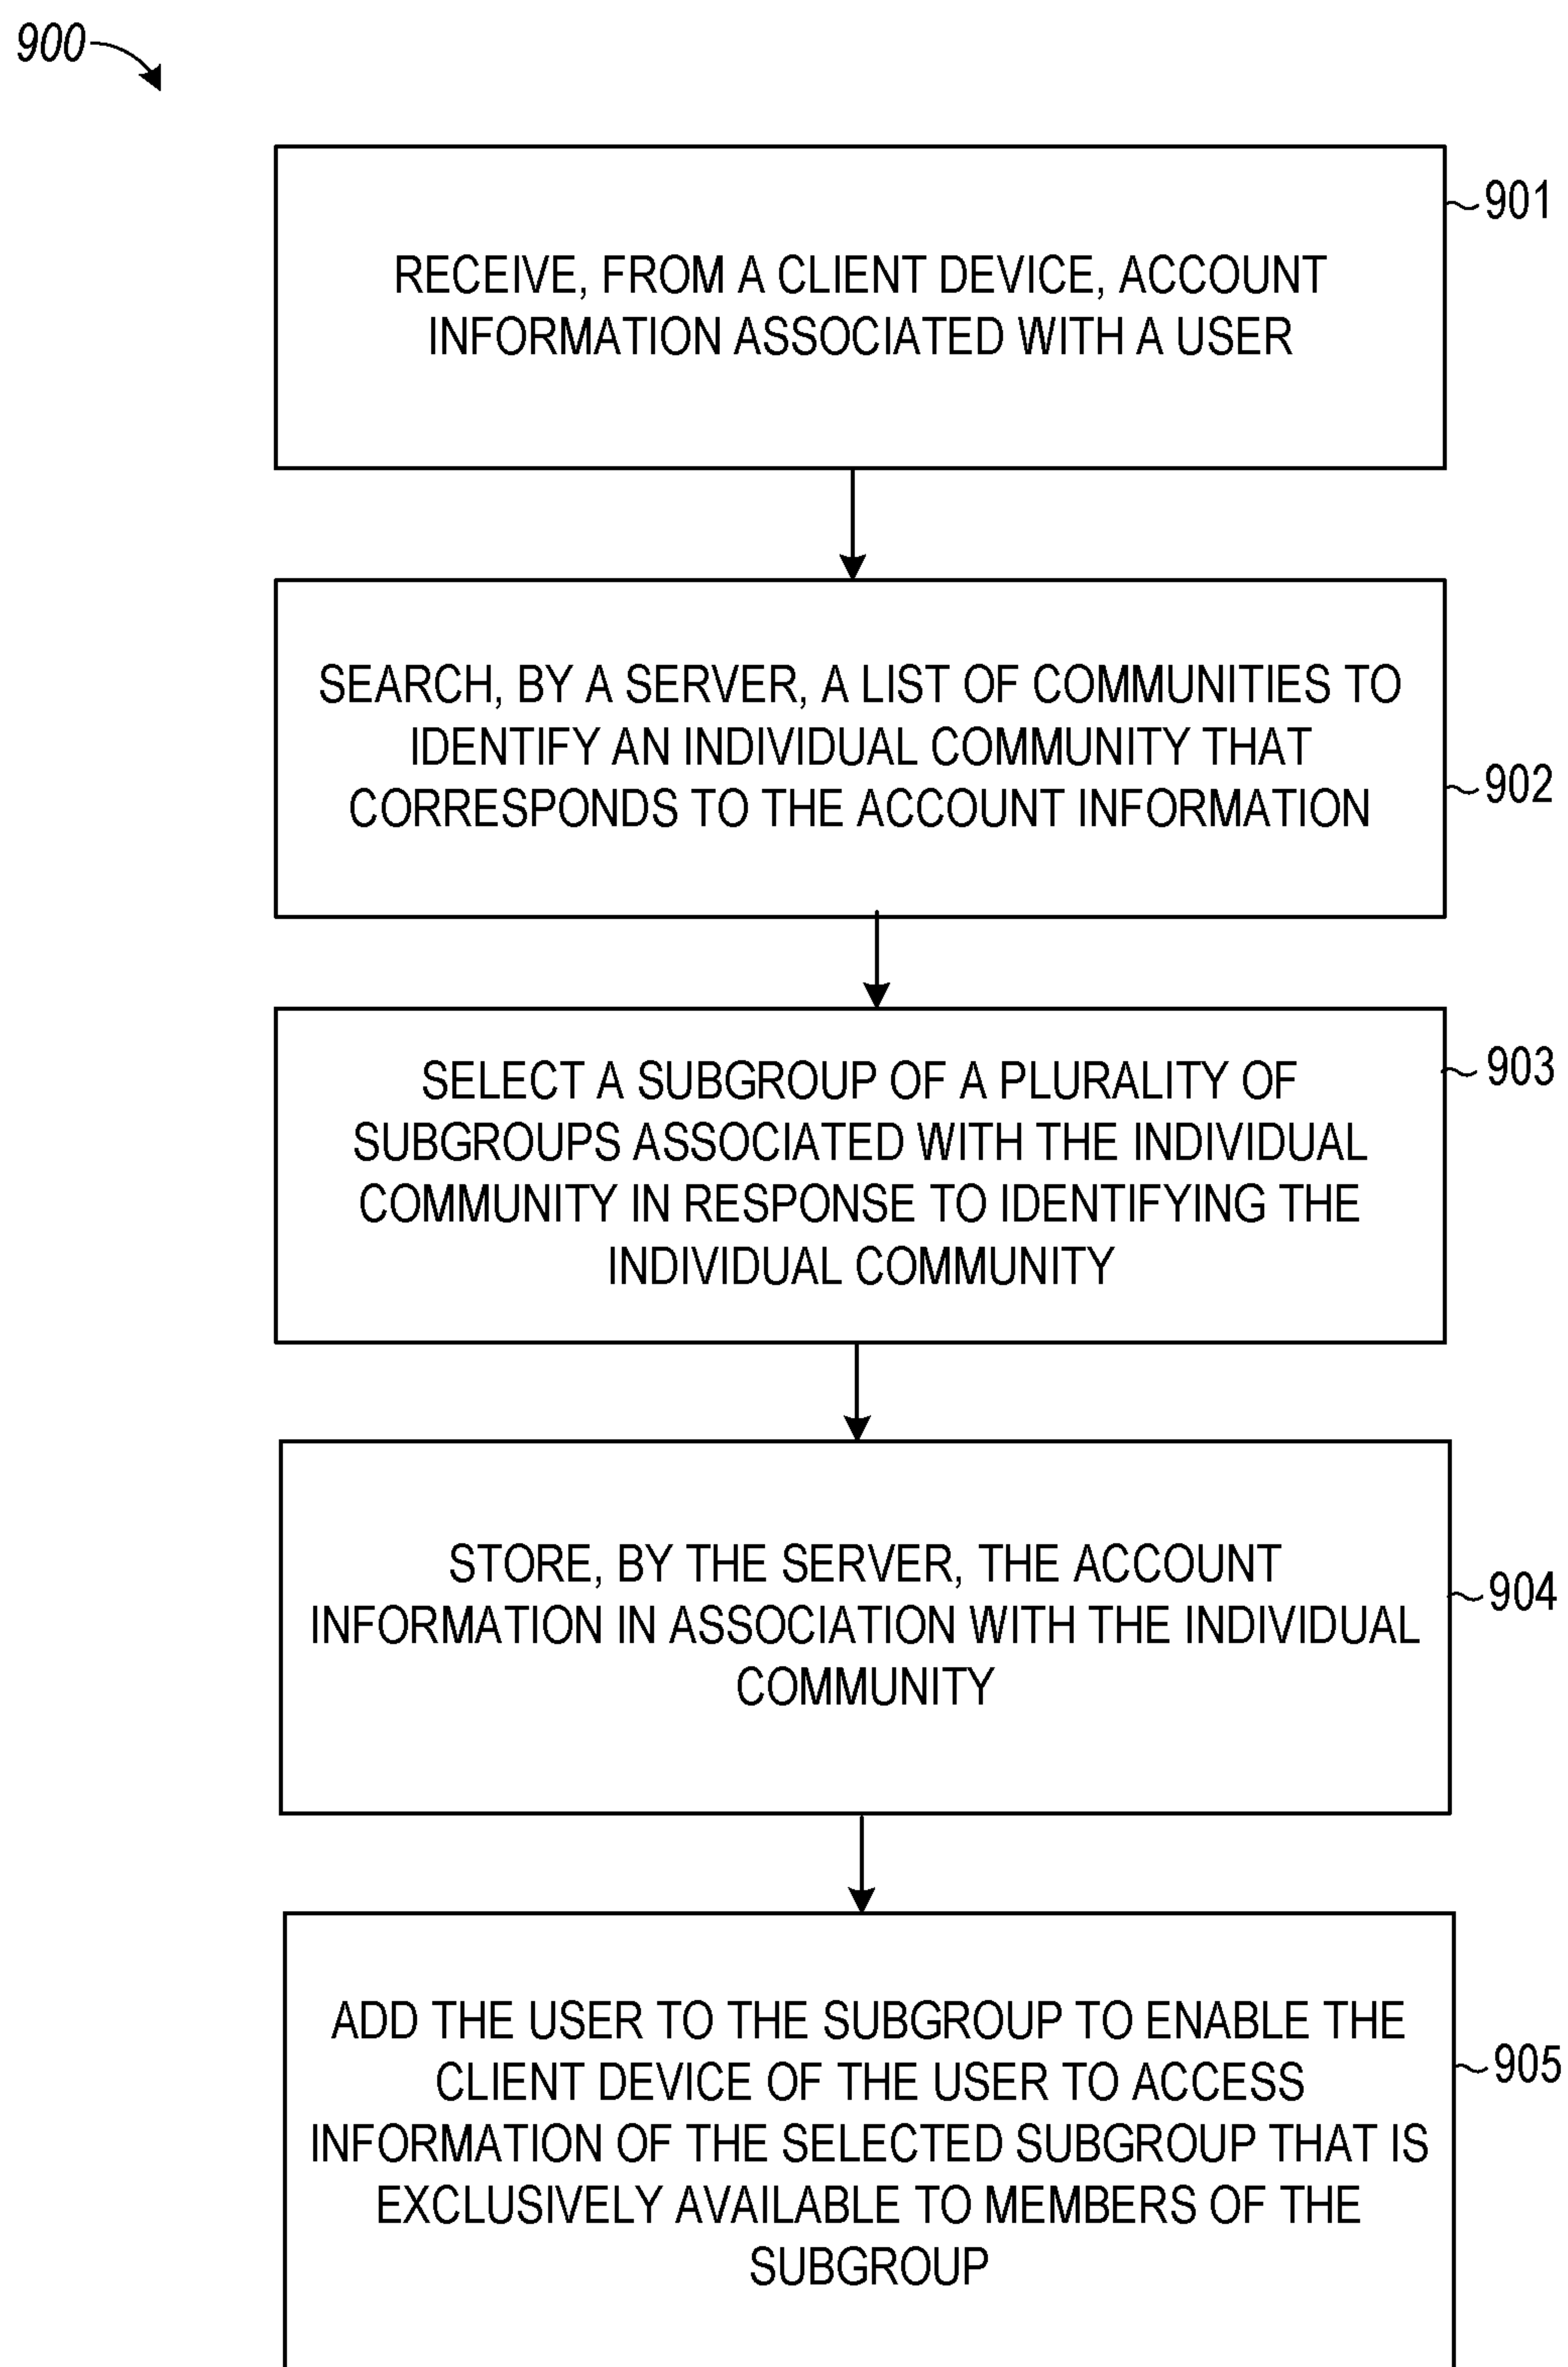 900
901
RECEIVE, FROM A CLIENT DEVICE, ACCOUNT
INFORMATION ASSOCIATED WITH A USER
SEARCH, BY A SERVER, A LIST OF COMMUNITIES TO
IDENTIFY AN INDIVIDUAL COMMUNITY THAT
CORRESPONDS TO THE ACCOUNT INFORMATION
902
SELECT A SUBGROUP OF A PLURALITY OF
SUBGROUPS ASSOCIATED WITH THE INDIVIDUAL
COMMUNITY IN RESPONSE TO IDENTIFYING THE
INDIVIDUAL COMMUNITY
903
STORE, BY THE SERVER, THE ACCOUNT
INFORMATION IN ASSOCIATION WITH THE INDIVIDUAL
COMMUNITY
904
ADD THE USER TO THE SUBGROUP TO ENABLE THE
CLIENT DEVICE OF THE USER TO ACCESS
INFORMATION OF THE SELECTED SUBGROUP THAT IS
EXCLUSIVELY AVAILABLE TO MEMBERS OF THE
SUBGROUP
905